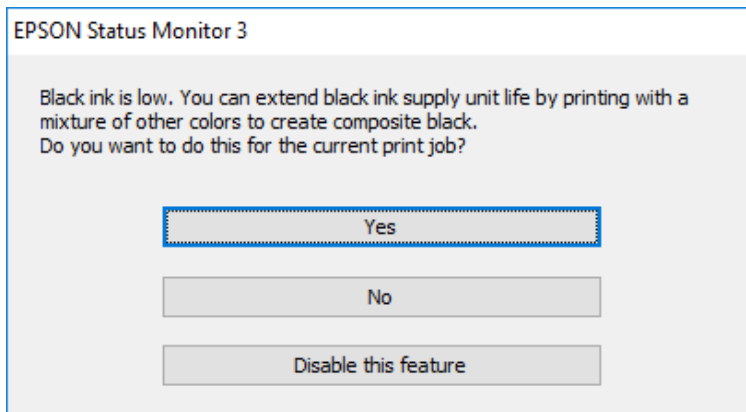 EPSON Status Monitor 3
Black ink is low. You can extend black ink supply unit life by printing with a
mixture of other colors to create composite black.
Do you want to do this for the current print job?
Yes
No
Disable this feature